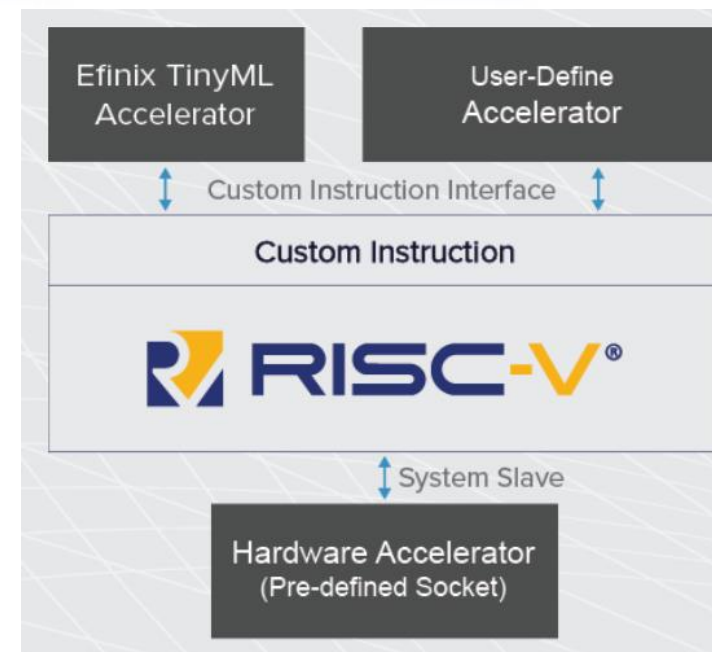 Efinix TinyML
Accelerator
User-Define
Accelerator
Custom Instruction Interface
Custom Instruction
RISC-V®
System Slave
Hardware Accelerator
(Pre-defined Socket)